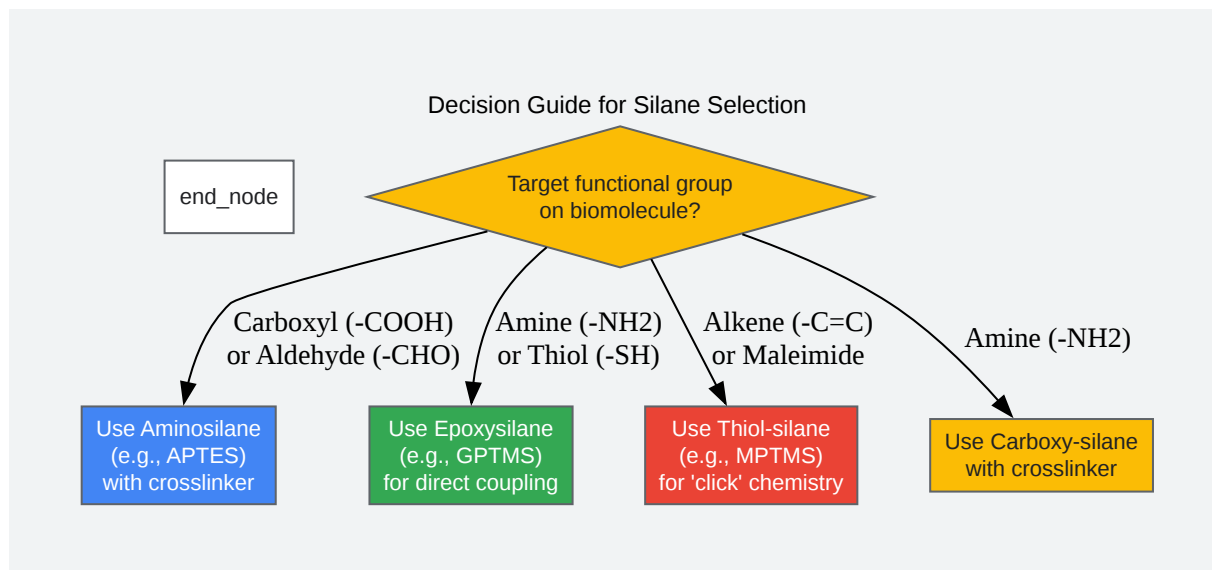 Decision Guide for Silane Selection
end_node
Target functional group
on biomolecule?
Carboxyl (-COOH)
or Aldehyde (-CHO)
Amine (-NH2)
or Thiol (-SH)
Alkene (-C=C)
or Maleimide
Amine (-NH2)
Use Aminosilane
(e.g., APTES)
with crosslinker
Use Epoxysilane
(e.g., GPTMS)
for direct coupling
Use Thiol-silane
(e.g., MPTMS)
for 'click' chemistry
Use Carboxy-silane
with crosslinker